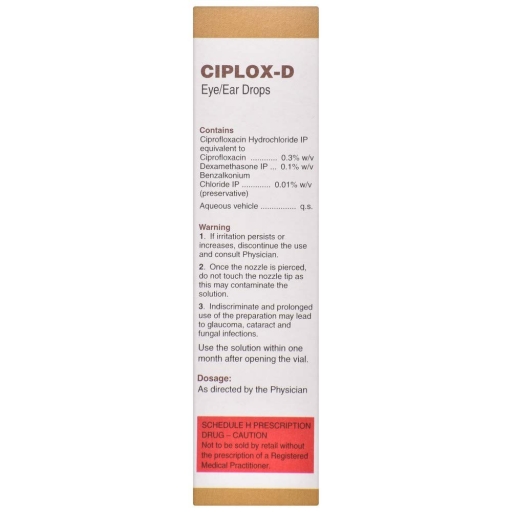 CIPLOX-D
Eye/Ear Drops
Contains
Ciprofloxacin Hydrochloride IP
equivalent to
Ciprofloxacin ............ 0.3% w/v
Dexamethasone IP ... 0.1% w/v
Benzalkonium
Chloride IP ............. 0.01% w/v
(preservative)
Aqueous vehicle ................ q.s.
Warning
1. If irritation persists or
increases, discontinue the use
and consult Physician.
2. Once the nozzle is pierced,
do not touch the nozzle tip as
this may contaminate the
solution.
3. Indiscriminate and prolonged
use of the preparation may lead
to glaucoma, cataract and
fungal infections.
Use the solution within one
month after opening the vial.
Dosage:
As directed by the Physician
SCHEDULE H PRESCRIPTION
DRUG – CAUTION
Not to be sold by retail without
the prescription of a Registered
Medical Practitioner.